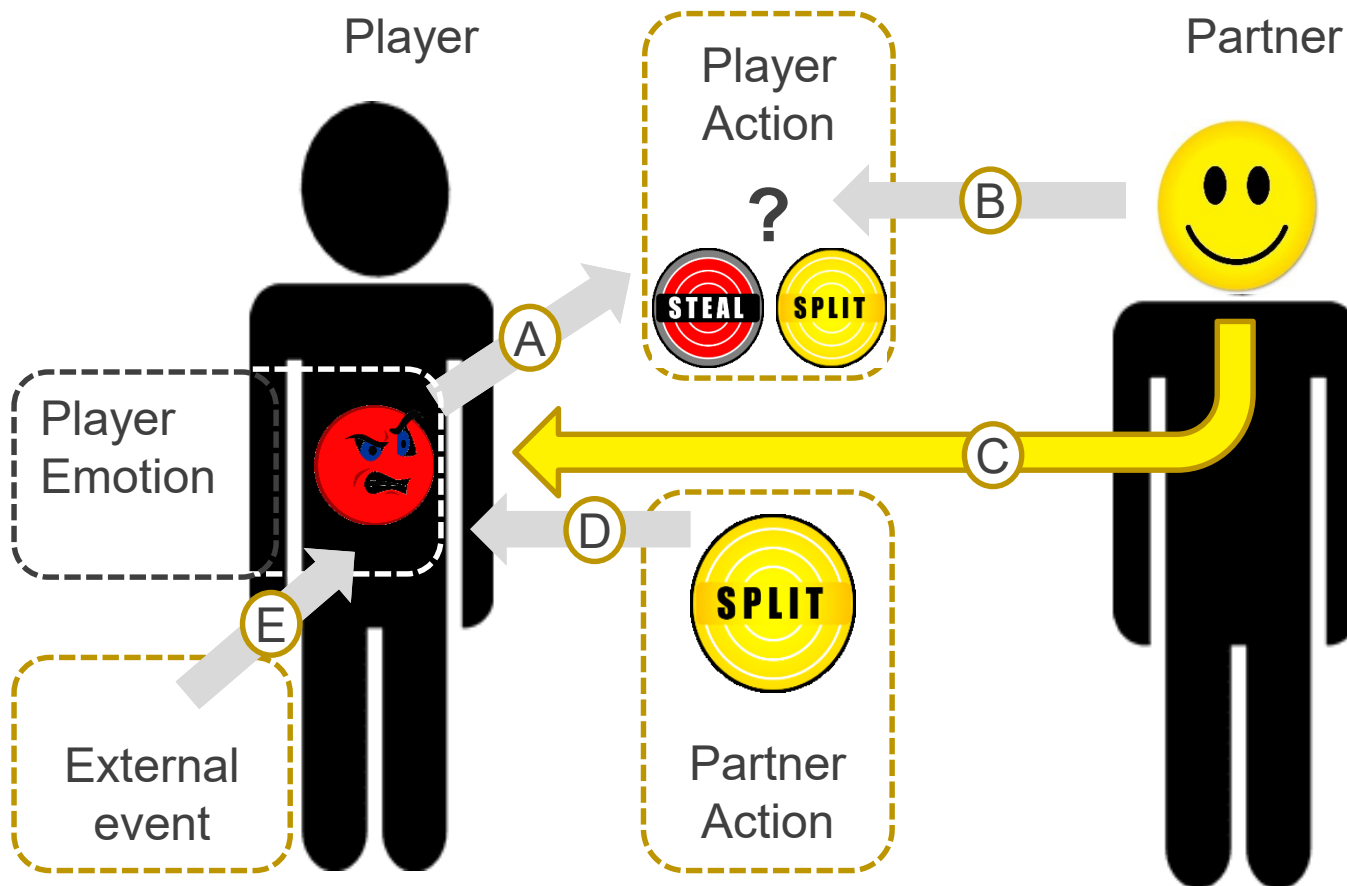 Player
Partner
Player
Action
?
STEAL
SPLIT
B
A
Player
Emotion
C
D
SPLIT
E
External
event
Partner
Action